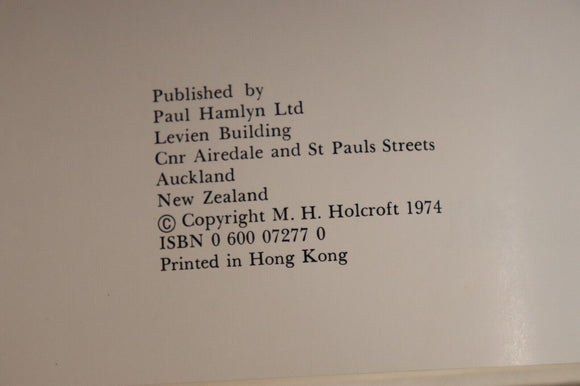 Published by
Paul Hamlyn Ltd
Levien Building
Cnr Airedale and St Pauls Streets
Auckland
New Zealand
© Copyright M. H. Holcroft 1974
ISBN 0 600 07277 0
Printed in Hong Kong